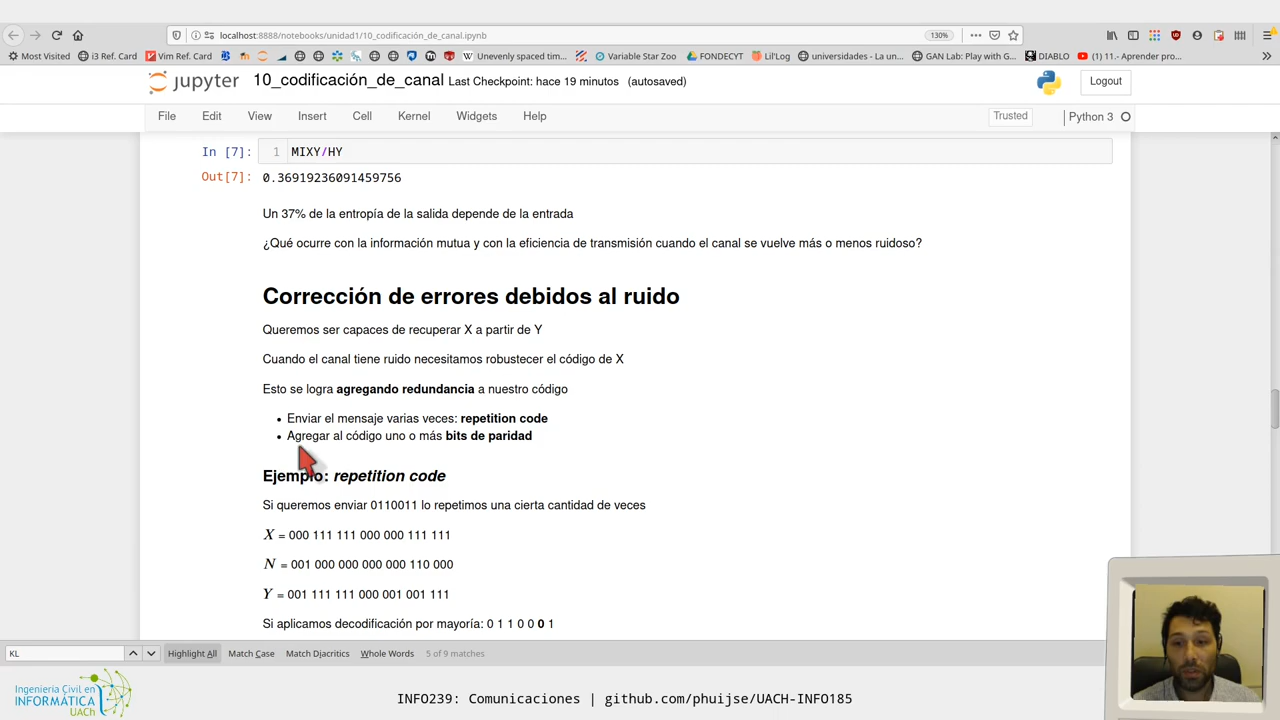 localhost:8888/notebooks/unidad1/10_codificación_de_canal.ipynb
130%
Most Visited
i3 Ref. Card
Vim Ref. Card
Unevenly spaced tim…
Variable Star Zoo
FONDECYT
Lil'Log
universidades - La un…
GAN Lab: Play with G…
DIABLO
(1) 11.- Aprender pro…
jupyter 10_codificación_de_canal Last Checkpoint: hace 19 minutos (autosaved)
Logout
File Edit View Insert Cell Kernel Widgets Help
Trusted
Python 3
In [7]: 1 MIXY/HY
Out[7]: 0.36919236091459756
Un 37% de la entropía de la salida depende de la entrada
¿Qué ocurre con la información mutua y con la eficiencia de transmisión cuando el canal se vuelve más o menos ruidoso?
Corrección de errores debidos al ruido
Queremos ser capaces de recuperar X a partir de Y
Cuando el canal tiene ruido necesitamos robustecer el código de X
Esto se logra agregando redundancia a nuestro código
• Enviar el mensaje varias veces: repetition code
• Agregar al código uno o más bits de paridad
Ejemplo: repetition code
Si queremos enviar 0110011 lo repetimos una cierta cantidad de veces
X = 000 111 111 000 000 111 111
N = 001 000 000 000 000 110 000
Y = 001 111 111 000 001 001 111
Si aplicamos decodificación por mayoría: 0 1 1 0 0 0 1
KL
Highlight All
Match Case
Match Diacritics
Whole Words
5 of 9 matches
Ingeniería Civil en
INFORMÁTICA
UACh
INFO239: Comunicaciones | github.com/phuijse/UACH-INFO185